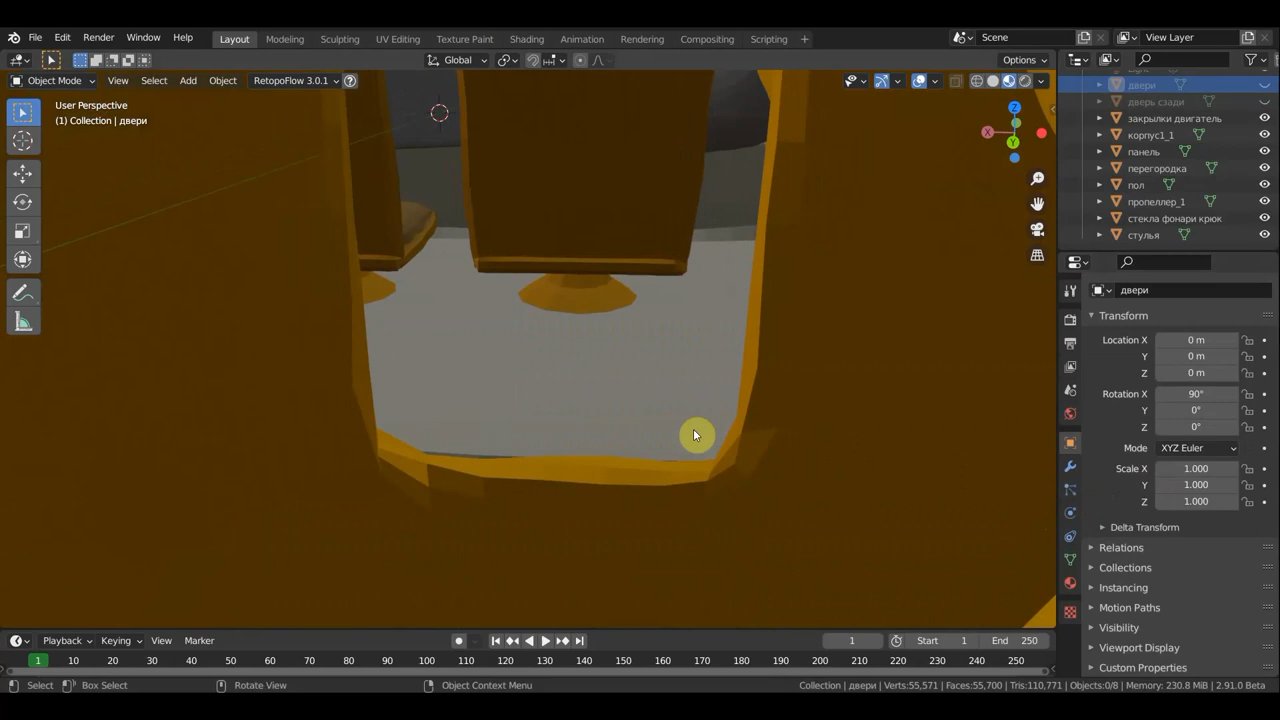 File Edit Render Window Help Layout Modeling Sculpting UV Editing Texture Paint Shading Animation Rendering Compositing Scripting + Scene View Layer
Global Options
Object Mode View Select Add Object RetopoFlow 3.0.1
User Perspective
(1) Collection | двери
Z
X
Y
двери
дверь сзади
закрылки двигатель
корпус1_1
панель
перегородка
пол
пропеллер_1
стекла фонари крюк
стулья
двери
Transform
Location X 0 m
Y 0 m
Z 0 m
Rotation X 90°
Y 0°
Z 0°
Mode XYZ Euler
Scale X 1.000
Y 1.000
Z 1.000
Delta Transform
Relations
Collections
Instancing
Motion Paths
Visibility
Viewport Display
Custom Properties
Playback Keying View Marker 1 Start 1 End 250
1 10 20 30 40 50 60 70 80 90 100 110 120 130 140 150 160 170 180 190 200 210 220 230 240 250
Select Box Select Rotate View Object Context Menu Collection | двери | Verts:55,571 | Faces:55,700 | Tris:110,771 | Objects:0/8 | Memory: 230.8 MiB | 2.91.0 Beta